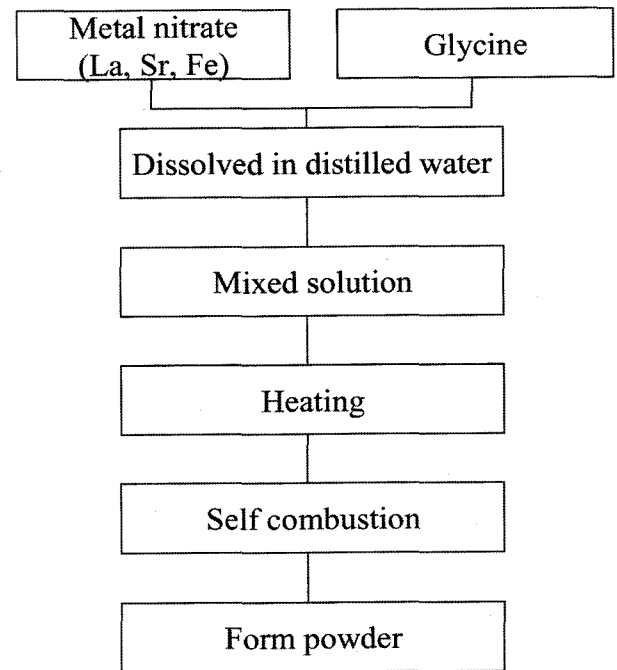 Metal nitrate
(La, Sr, Fe)
Glycine
Dissolved in distilled water
Mixed solution
Heating
Self combustion
Form powder